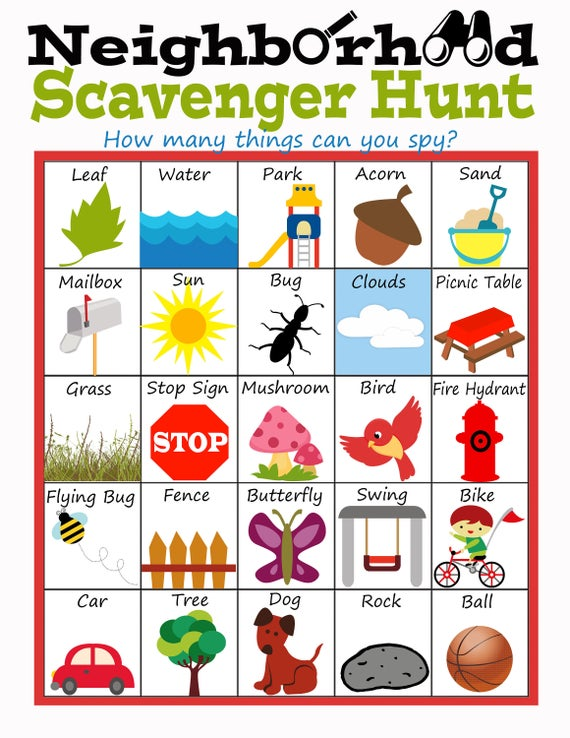 Neighborhood
Scavenger Hunt
How many things can you spy?
Leaf Water Park Acorn Sand
Mailbox Sun Bug Clouds Picnic Table
Grass Stop Sign Mushroom Bird Fire Hydrant
STOP
Flying Bug Fence Butterfly Swing Bike
Car Tree Dog Rock Ball